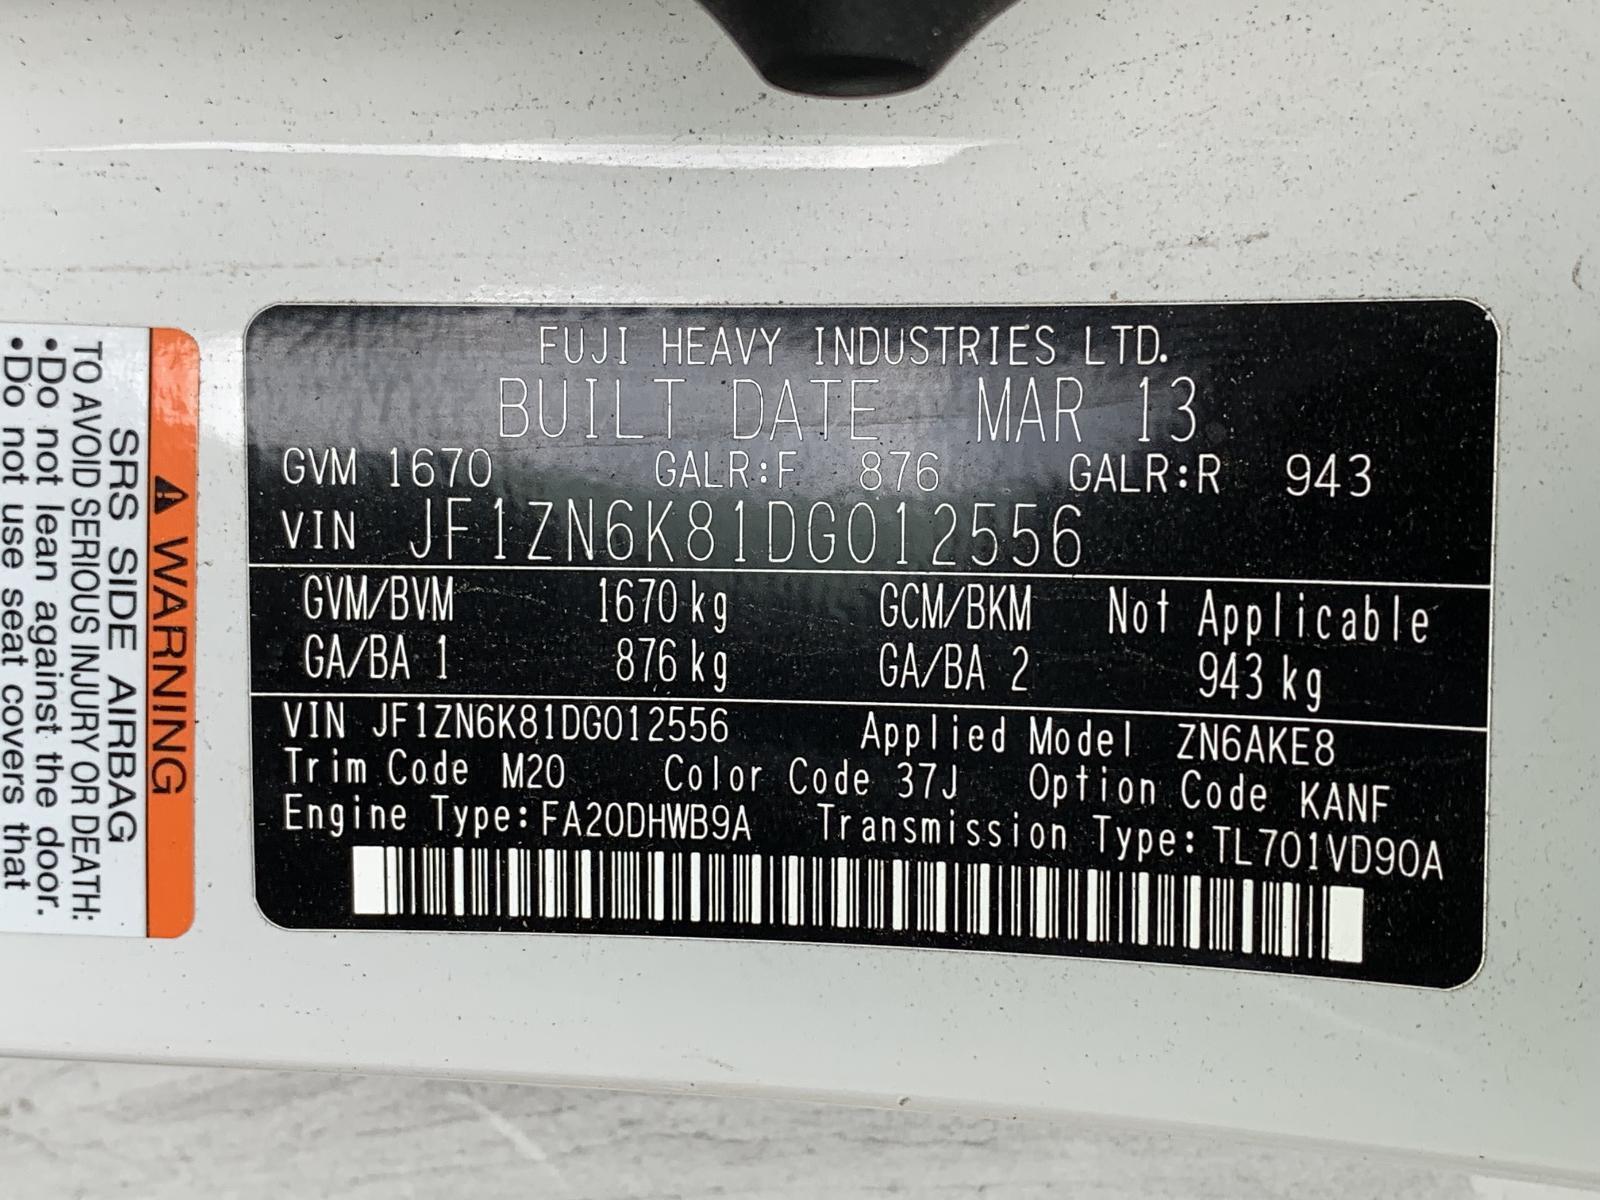 FUJI HEAVY INDUSTRIES LTD.
BUILT DATE MAR 13
GVM 1670 GALR:F 876 GALR:R 943
VIN JF1ZN6K81DG012556
GVM/BVM 1670 kg GCM/BKM Not Applicable
GA/BA 1 876 kg GA/BA 2 943 kg
VIN JF1ZN6K81DG012556 Applied Model ZN6AKE8
Trim Code M20 Color Code 37J Option Code KANF
Engine Type: FA20DHWB9A Transmission Type: TL701VD90A
WARNING
SRS SIDE AIRBAG
TO AVOID SERIOUS INJURY OR DEATH:
•Do not lean against the door.
•Do not use seat covers that